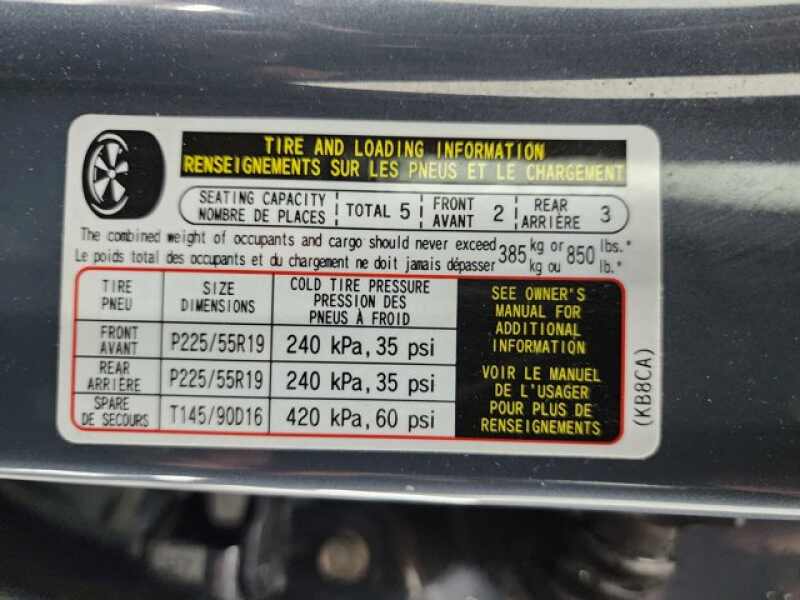 TIRE AND LOADING INFORMATION
RENSEIGNEMENTS SUR LES PNEUS ET LE CHARGEMENT
SEATING CAPACITY
NOMBRE DE PLACES
TOTAL 5
FRONT
AVANT
2
REAR
ARRIÈRE
3
The combined weight of occupants and cargo should never exceed 385 kg or 850 lbs.*
Le poids total des occupants et du chargement ne doit jamais dépasser 385 kg ou 850 lb.*
TIRE
PNEU
SIZE
DIMENSIONS
COLD TIRE PRESSURE
PRESSION DES
PNEUS À FROID
FRONT
AVANT
P225/55R19
240 kPa, 35 psi
REAR
ARRIÈRE
P225/55R19
240 kPa, 35 psi
SPARE
DE SECOURS
T145/90D16
420 kPa, 60 psi
SEE OWNER'S
MANUAL FOR
ADDITIONAL
INFORMATION
VOIR LE MANUEL
DE L'USAGER
POUR PLUS DE
RENSEIGNEMENTS
(KB8CA)